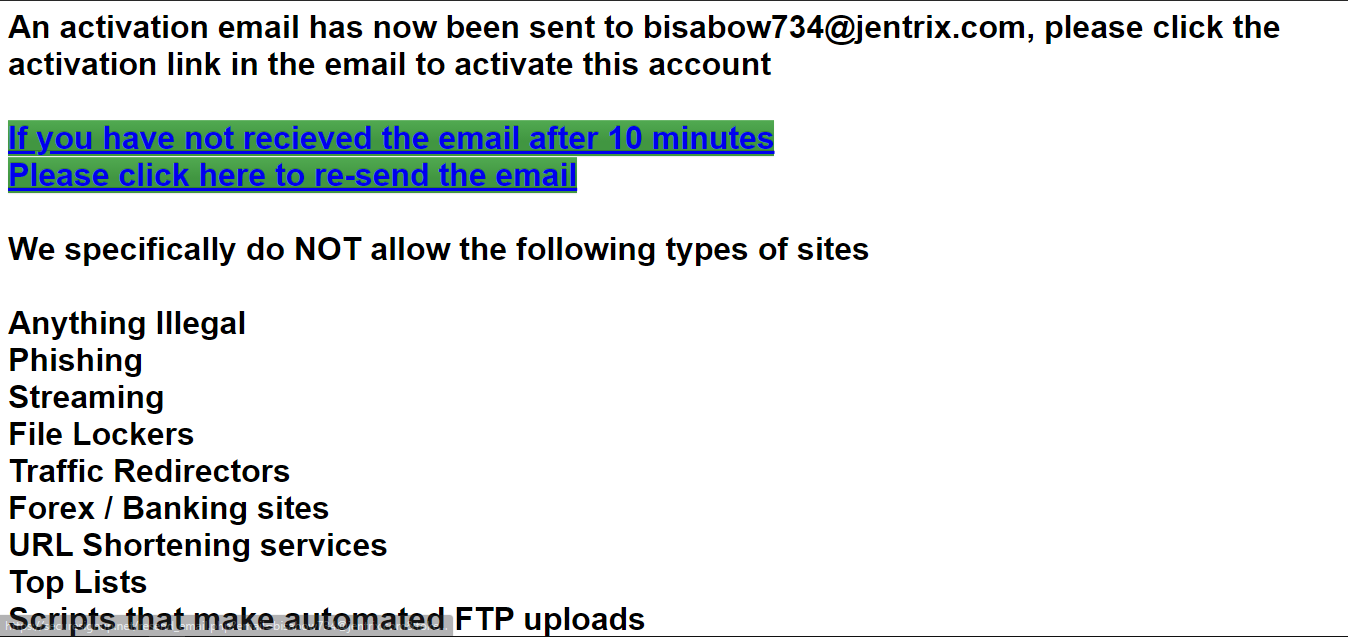 An activation email has now been sent to bisabow734@jentrix.com, please click the
activation link in the email to activate this account
If you have not recieved the email after 10 minutes
Please click here to re-send the email
We specifically do NOT allow the following types of sites
Anything Illegal
Phishing
Streaming
File Lockers
Traffic Redirectors
Forex / Banking sites
URL Shortening services
Top Lists
Scripts that make automated FTP uploads